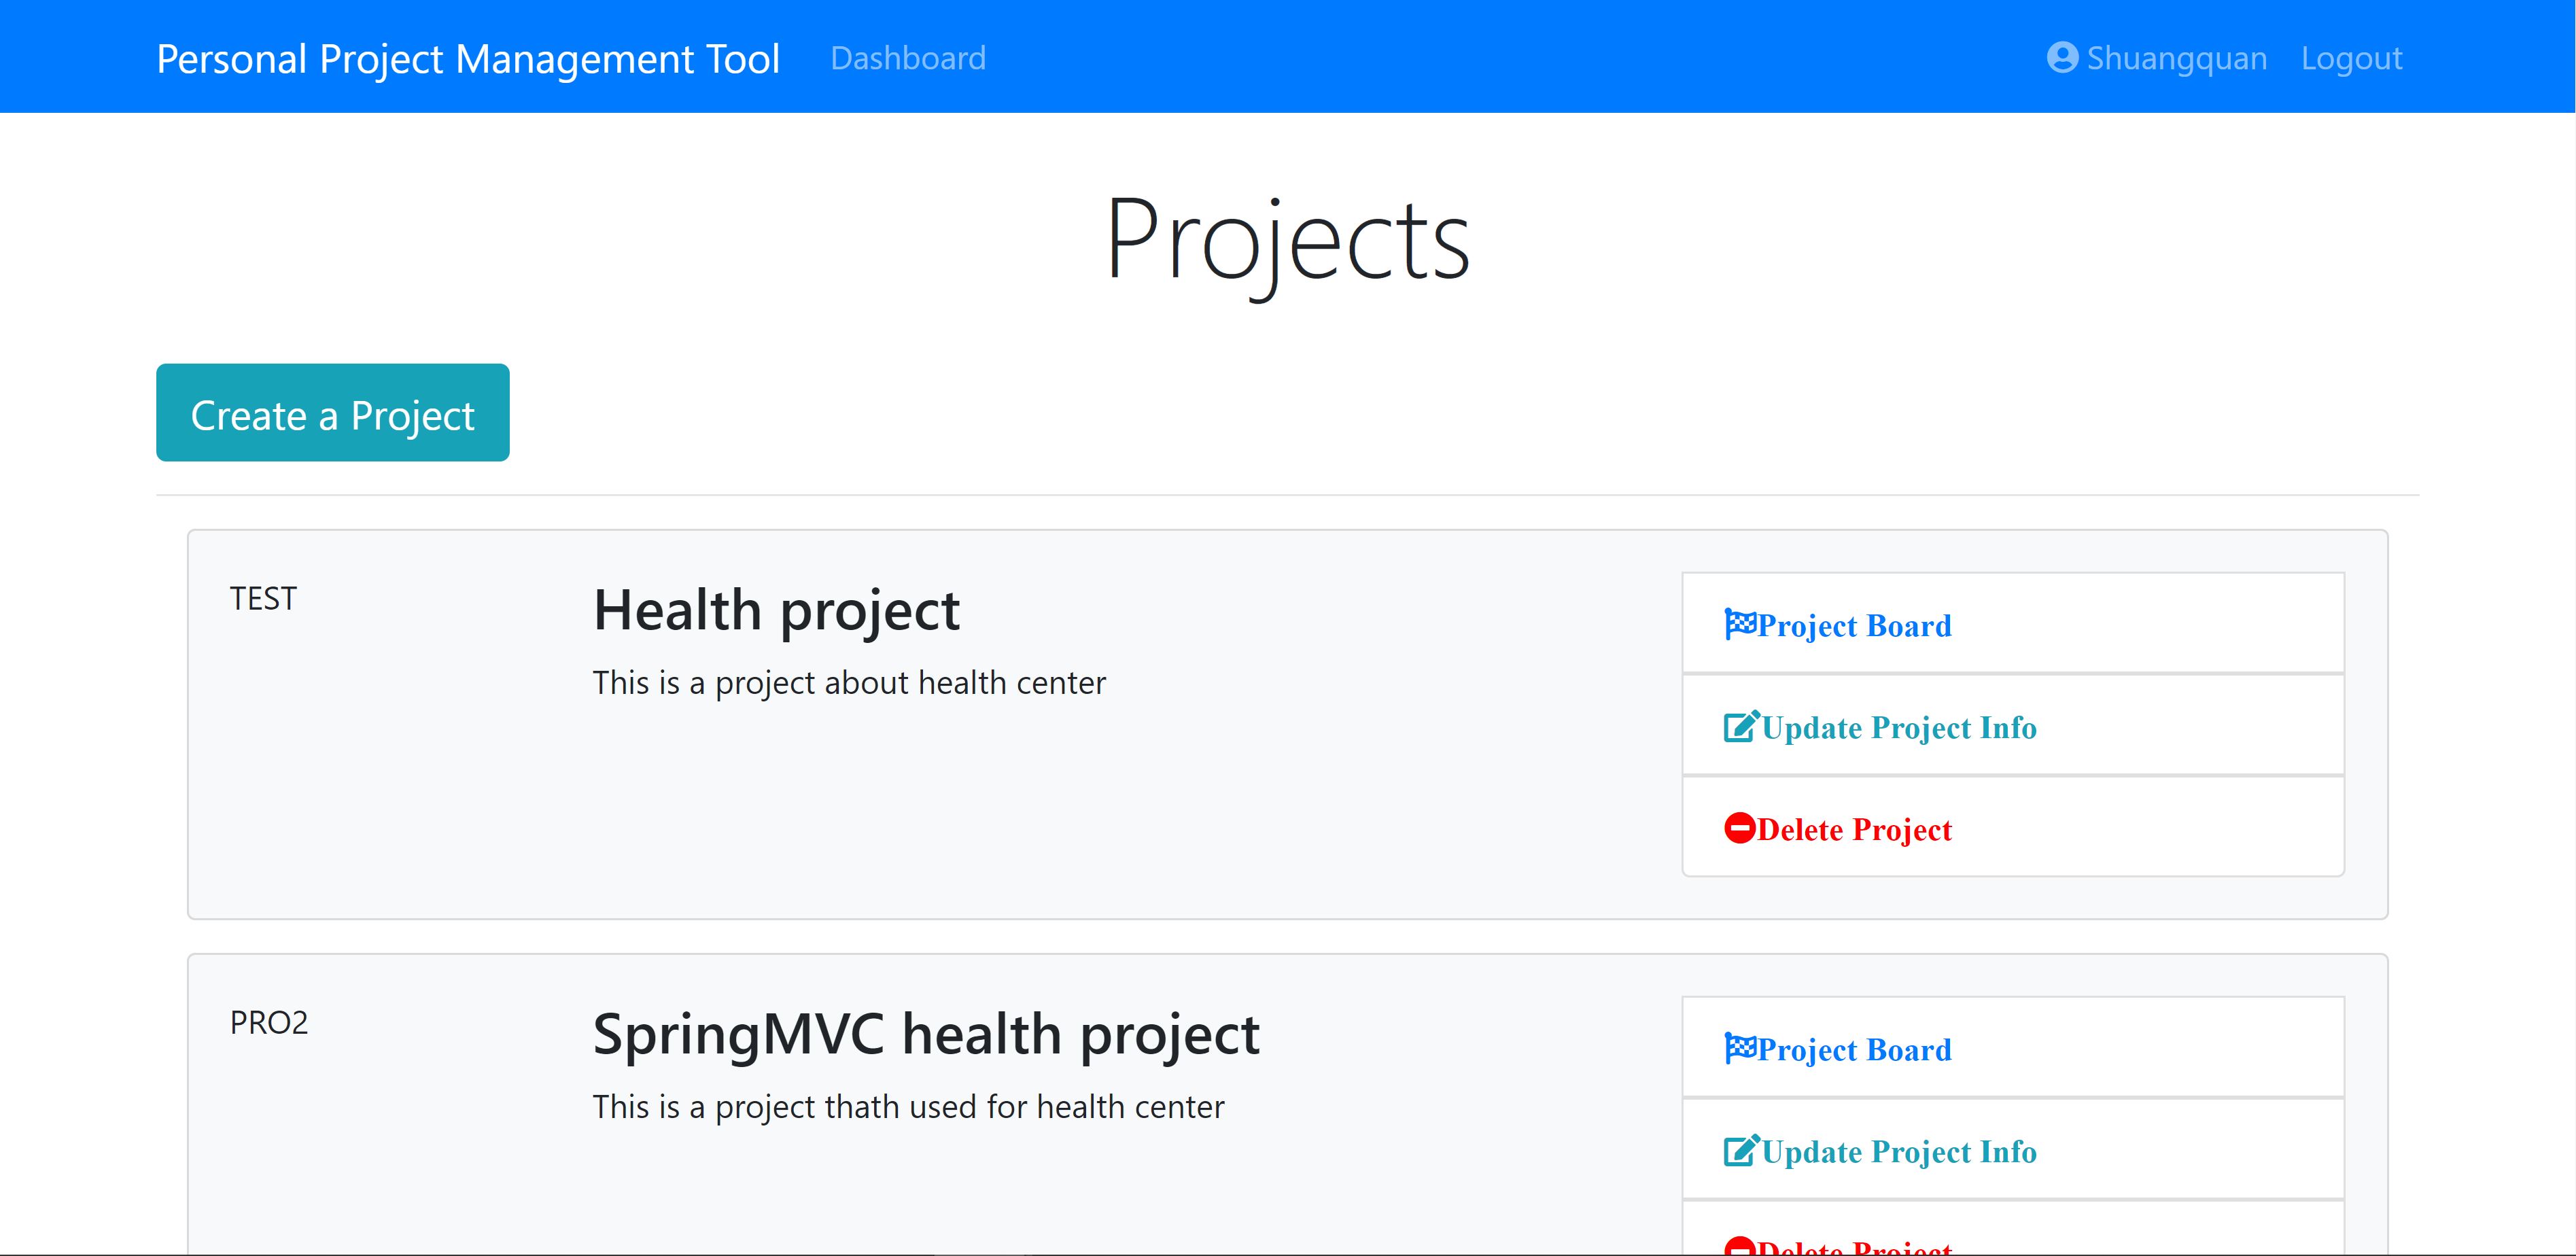 Personal Project Management Tool Dashboard Shuangquan Logout
Projects
Create a Project
TEST
Health project
This is a project about health center
Project Board
Update Project Info
Delete Project
PRO2
SpringMVC health project
This is a project thath used for health center
Project Board
Update Project Info
Delete Project